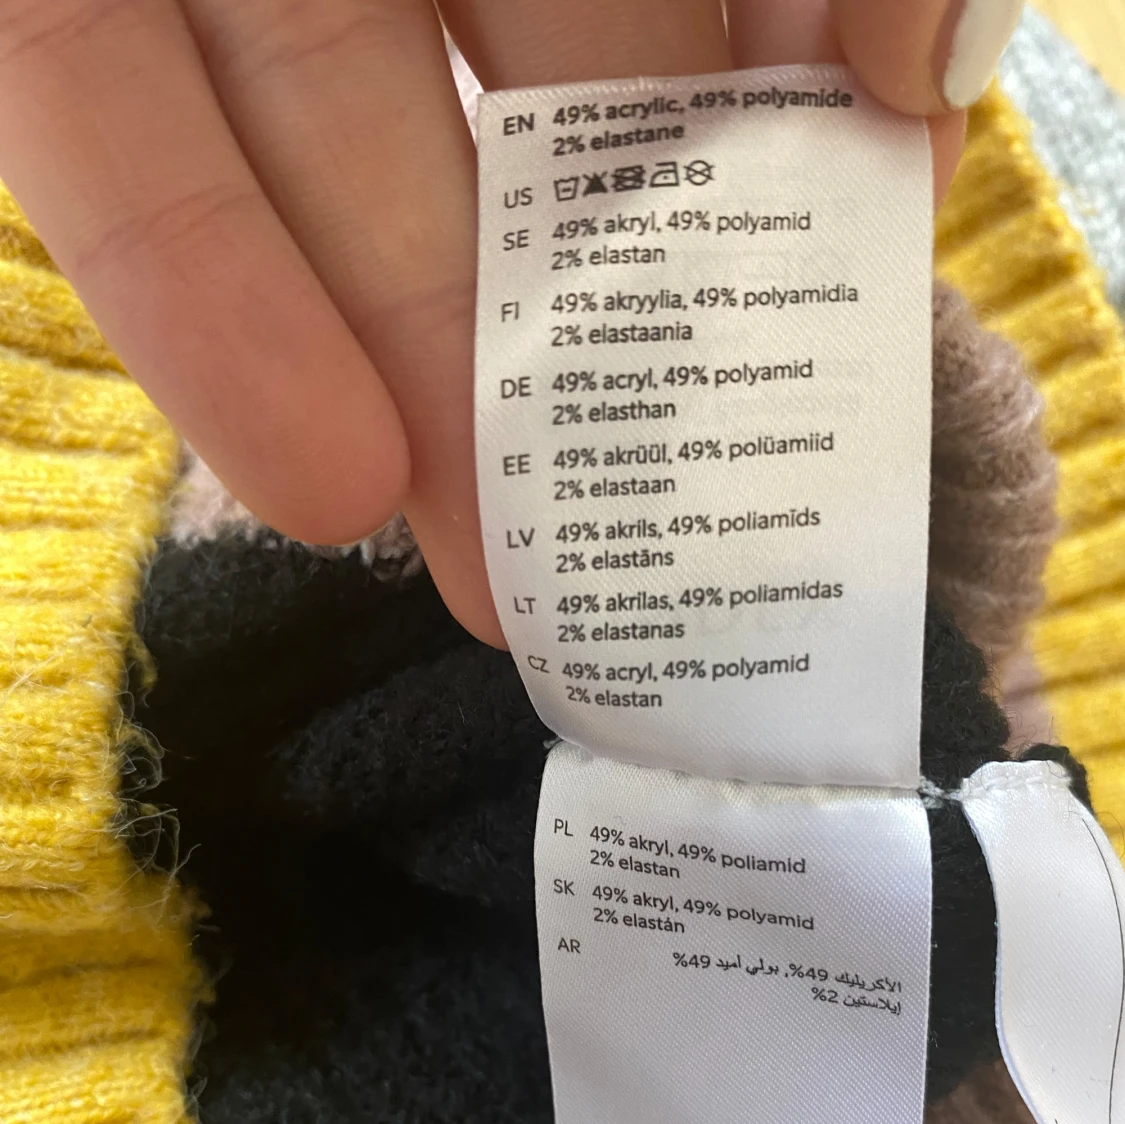 EN 49% acrylic, 49% polyamide
2% elastane
US
SE 49% akryl, 49% polyamid
2% elastan
FI 49% akryylia, 49% polyamidia
2% elastaania
DE 49% acryl, 49% polyamid
2% elasthan
EE 49% akrüül, 49% polüamiid
2% elastaan
LV 49% akrils, 49% poliamīds
2% elastāns
LT 49% akrilas, 49% poliamidas
2% elastanas
CZ 49% acryl, 49% polyamid
2% elastan
PL 49% akryl, 49% poliamid
2% elastan
SK 49% akryl, 49% polyamid
2% elastán
AR الأكريليك 49%, بولي أميد 49%
إيلاستين 2%